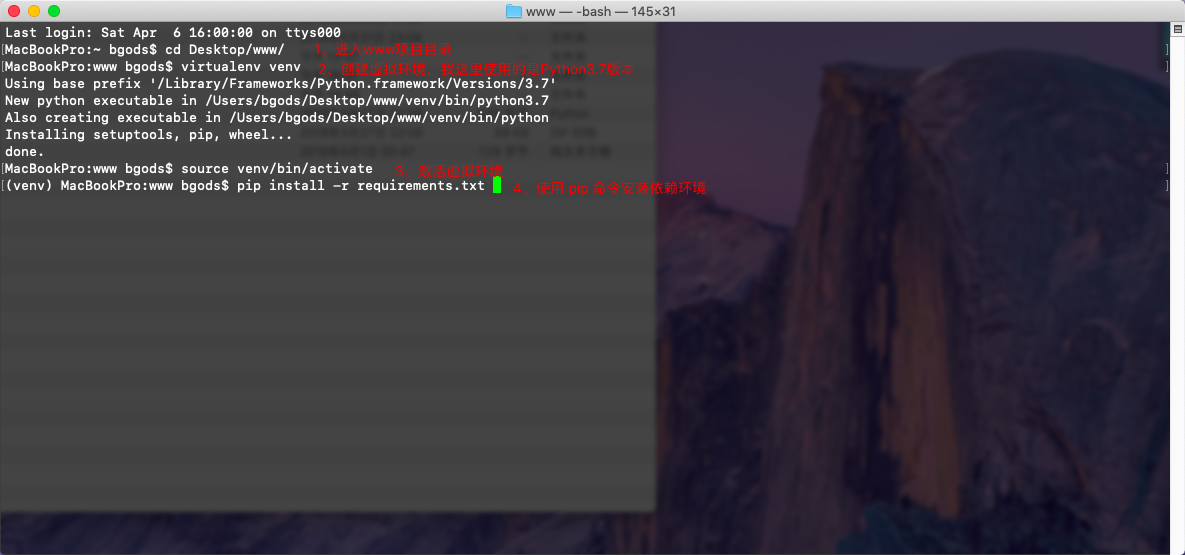 www — -bash — 145×31
Last login: Sat Apr  6 16:00:00 on ttys000
[MacBookPro:~ bgods$ cd Desktop/www/ 1、进入www项目目录 ]
[MacBookPro:www bgods$ virtualenv venv 2、创建虚拟环境，我这里使用的是Python3.7版本 ]
Using base prefix '/Library/Frameworks/Python.framework/Versions/3.7'
New python executable in /Users/bgods/Desktop/www/venv/bin/python3.7
Also creating executable in /Users/bgods/Desktop/www/venv/bin/python
Installing setuptools, pip, wheel...
done.
[MacBookPro:www bgods$ source venv/bin/activate 3、激活虚拟环境 ]
[(venv) MacBookPro:www bgods$ pip install -r requirements.txt 4、使用 pip 命令安装依赖环境 ]